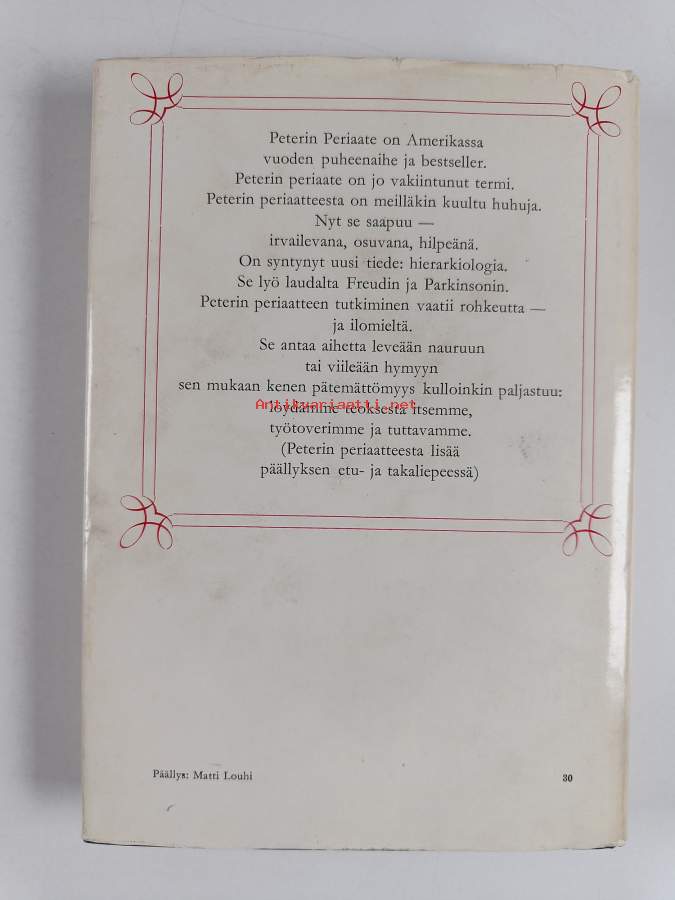 Peterin Periaate on Amerikassa
vuoden puheenaihe ja bestseller.
Peterin periaate on jo vakiintunut termi.
Peterin periaatteesta on meilläkin kuultu huhuja.
Nyt se saapuu —
irvailevana, osuvana, hilpeänä.
On syntynyt uusi tiede: hierarkiologia.
Se lyö laudalta Freudin ja Parkinsonin.
Peterin periaatteen tutkiminen vaatii rohkeutta —
ja ilomieltä.
Se antaa aihetta leveään nauruun
tai viileään hymyyn
sen mukaan kenen pätemättömyys kulloinkin paljastuu:
Antikvariaatti.net
löydämme teoksesta itsemme,
työtoverimme ja tuttavamme.
(Peterin periaatteesta lisää
päällyksen etu- ja takaliepeessä)
Päällys: Matti Louhi
30